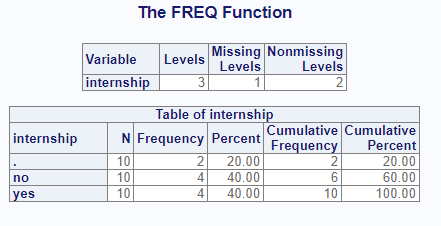 The FREQ Function
Variable Levels Missing Levels Nonmissing Levels
internship 3 1 2
Table of internship
internship N Frequency Percent Cumulative Frequency Cumulative Percent
. 10 2 20.00 2 20.00
no 10 4 40.00 6 60.00
yes 10 4 40.00 10 100.00